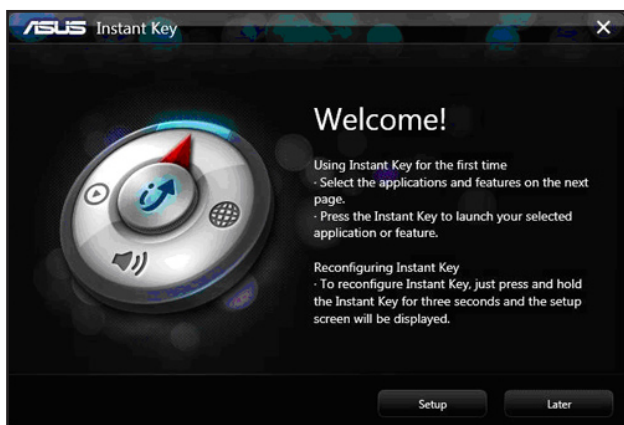 ASUS Instant Key
Welcome!
Using Instant Key for the first time
· Select the applications and features on the next
page.
· Press the Instant Key to launch your selected
application or feature.
Reconfiguring Instant Key
· To reconfigure Instant Key, just press and hold
the Instant Key for three seconds and the setup
screen will be displayed.
Setup Later